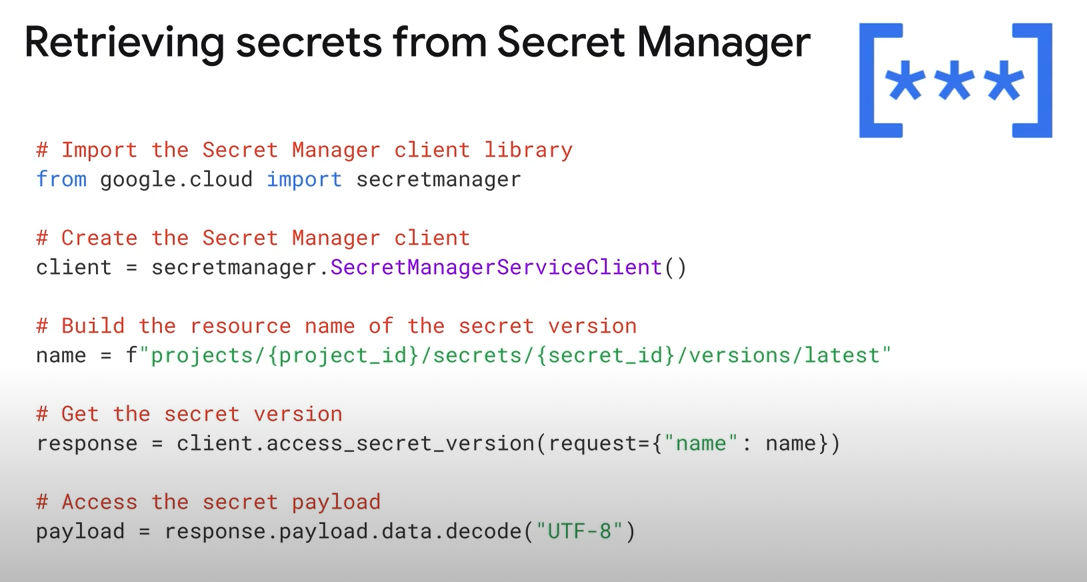 Retrieving secrets from Secret Manager
[***]
# Import the Secret Manager client library
from google.cloud import secretmanager
# Create the Secret Manager client
client = secretmanager.SecretManagerServiceClient()
# Build the resource name of the secret version
name = f"projects/{project_id}/secrets/{secret_id}/versions/latest"
# Get the secret version
response = client.access_secret_version(request={"name": name})
# Access the secret payload
payload = response.payload.data.decode("UTF-8")